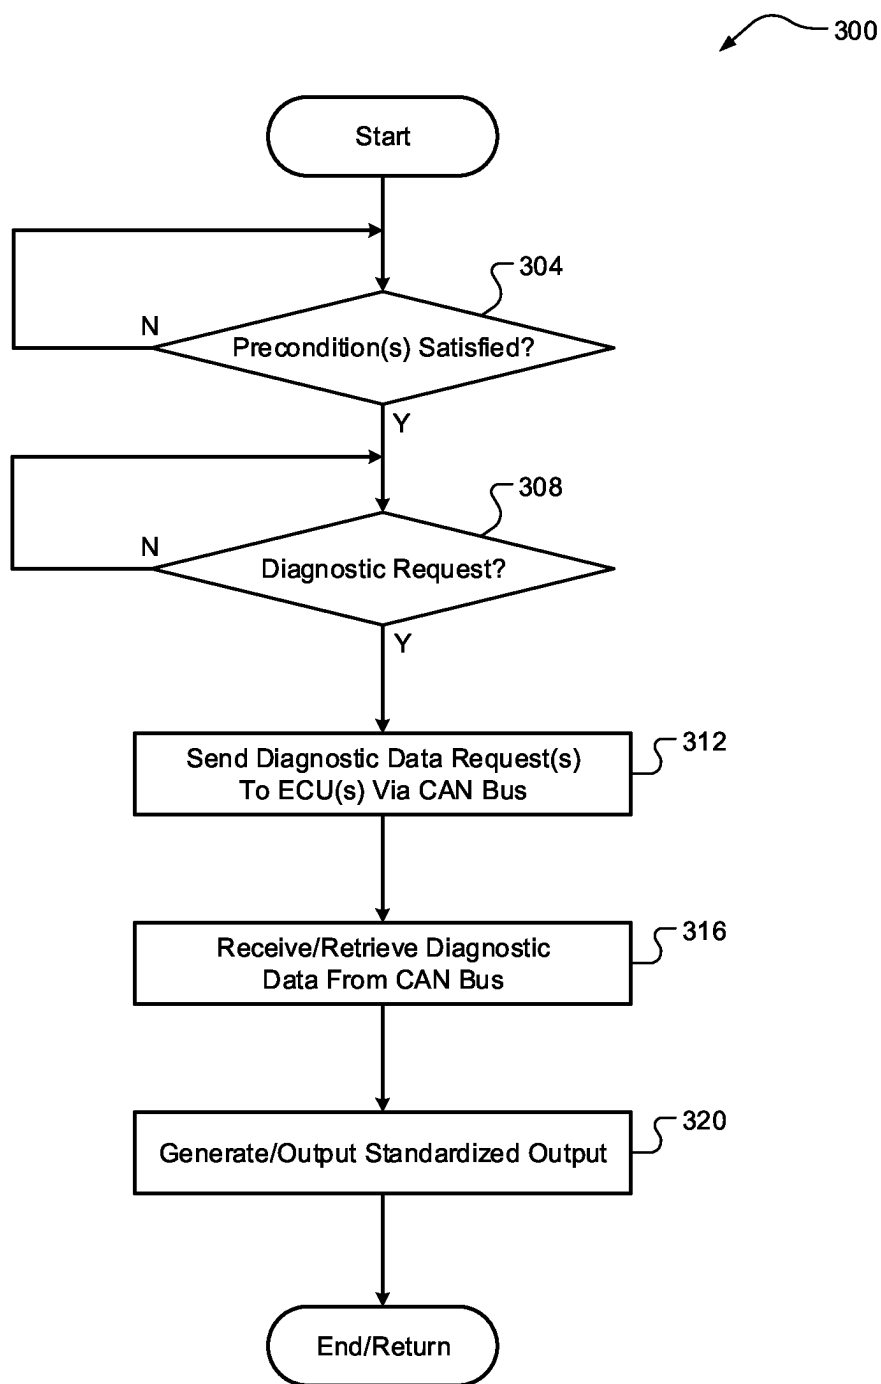 300
Start
304
N
Precondition(s) Satisfied?
Y
308
N
Diagnostic Request?
Y
312
Send Diagnostic Data Request(s)
To ECU(s) Via CAN Bus
316
Receive/Retrieve Diagnostic
Data From CAN Bus
320
Generate/Output Standardized Output
End/Return